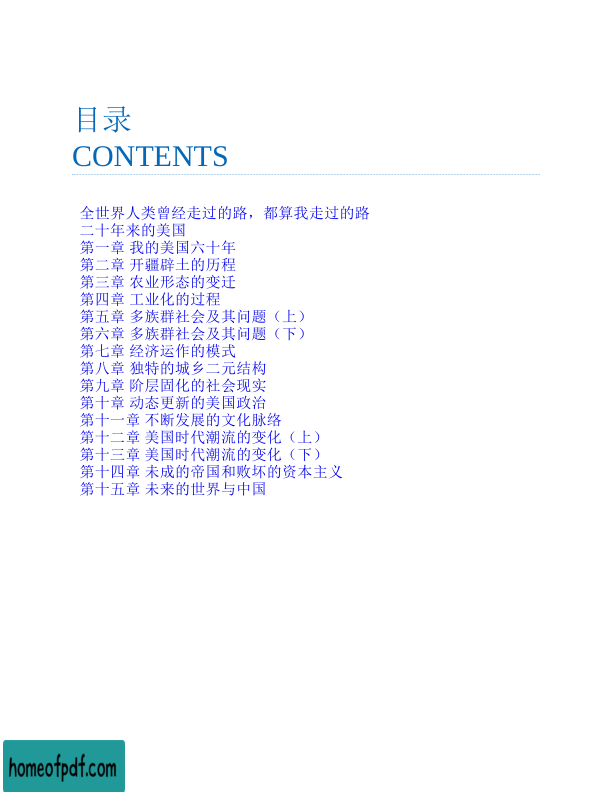 目录
CONTENTS
全世界人类曾经走过的路，都算我走过的路
二十年来的美国
第一章 我的美国六十年
第二章 开疆辟土的历程
第三章 农业形态的变迁
第四章 工业化的过程
第五章 多族群社会及其问题（上）
第六章 多族群社会及其问题（下）
第七章 经济运作的模式
第八章 独特的城乡二元结构
第九章 阶层固化的社会现实
第十章 动态更新的美国政治
第十一章 不断发展的文化脉络
第十二章 美国时代潮流的变化（上）
第十三章 美国时代潮流的变化（下）
第十四章 未成的帝国和败坏的资本主义
第十五章 未来的世界与中国
homeofpdf.com